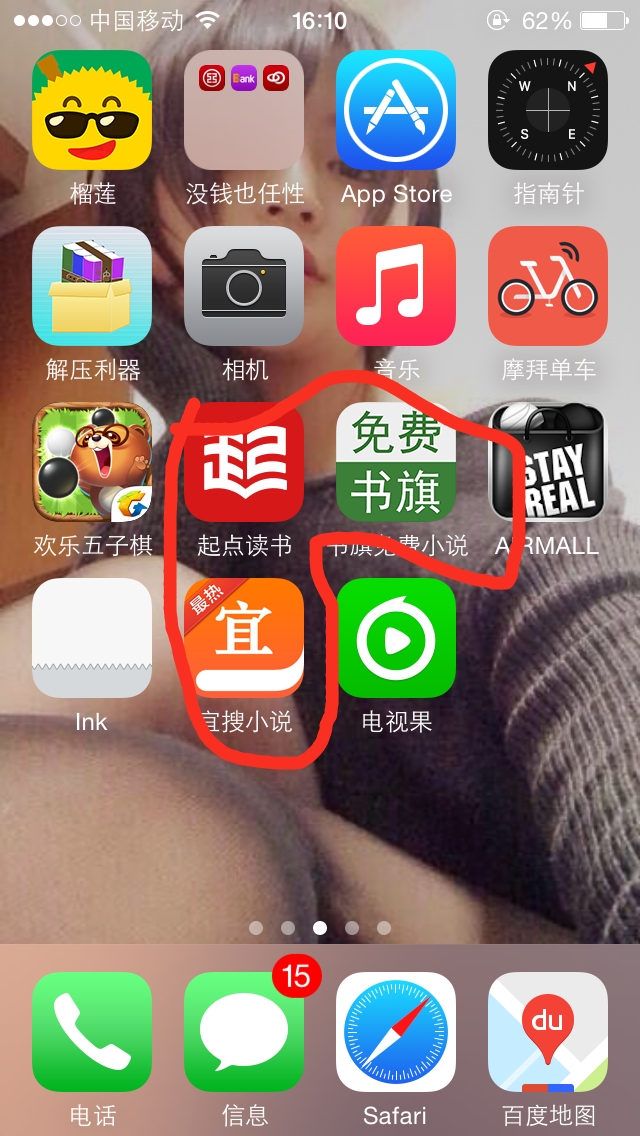 中国移动 16:10 62%
Bank
W N
S E
榴莲 没钱也任性 App Store 指南针
解压利器 相机 音乐 摩拜单车
起 免费
书旗
STAY
REAL
欢乐五子棋 起点读书 书旗免费小说 AIRMALL
最热
宜
Ink 宜搜小说 电视果
15
du
电话 信息 Safari 百度地图